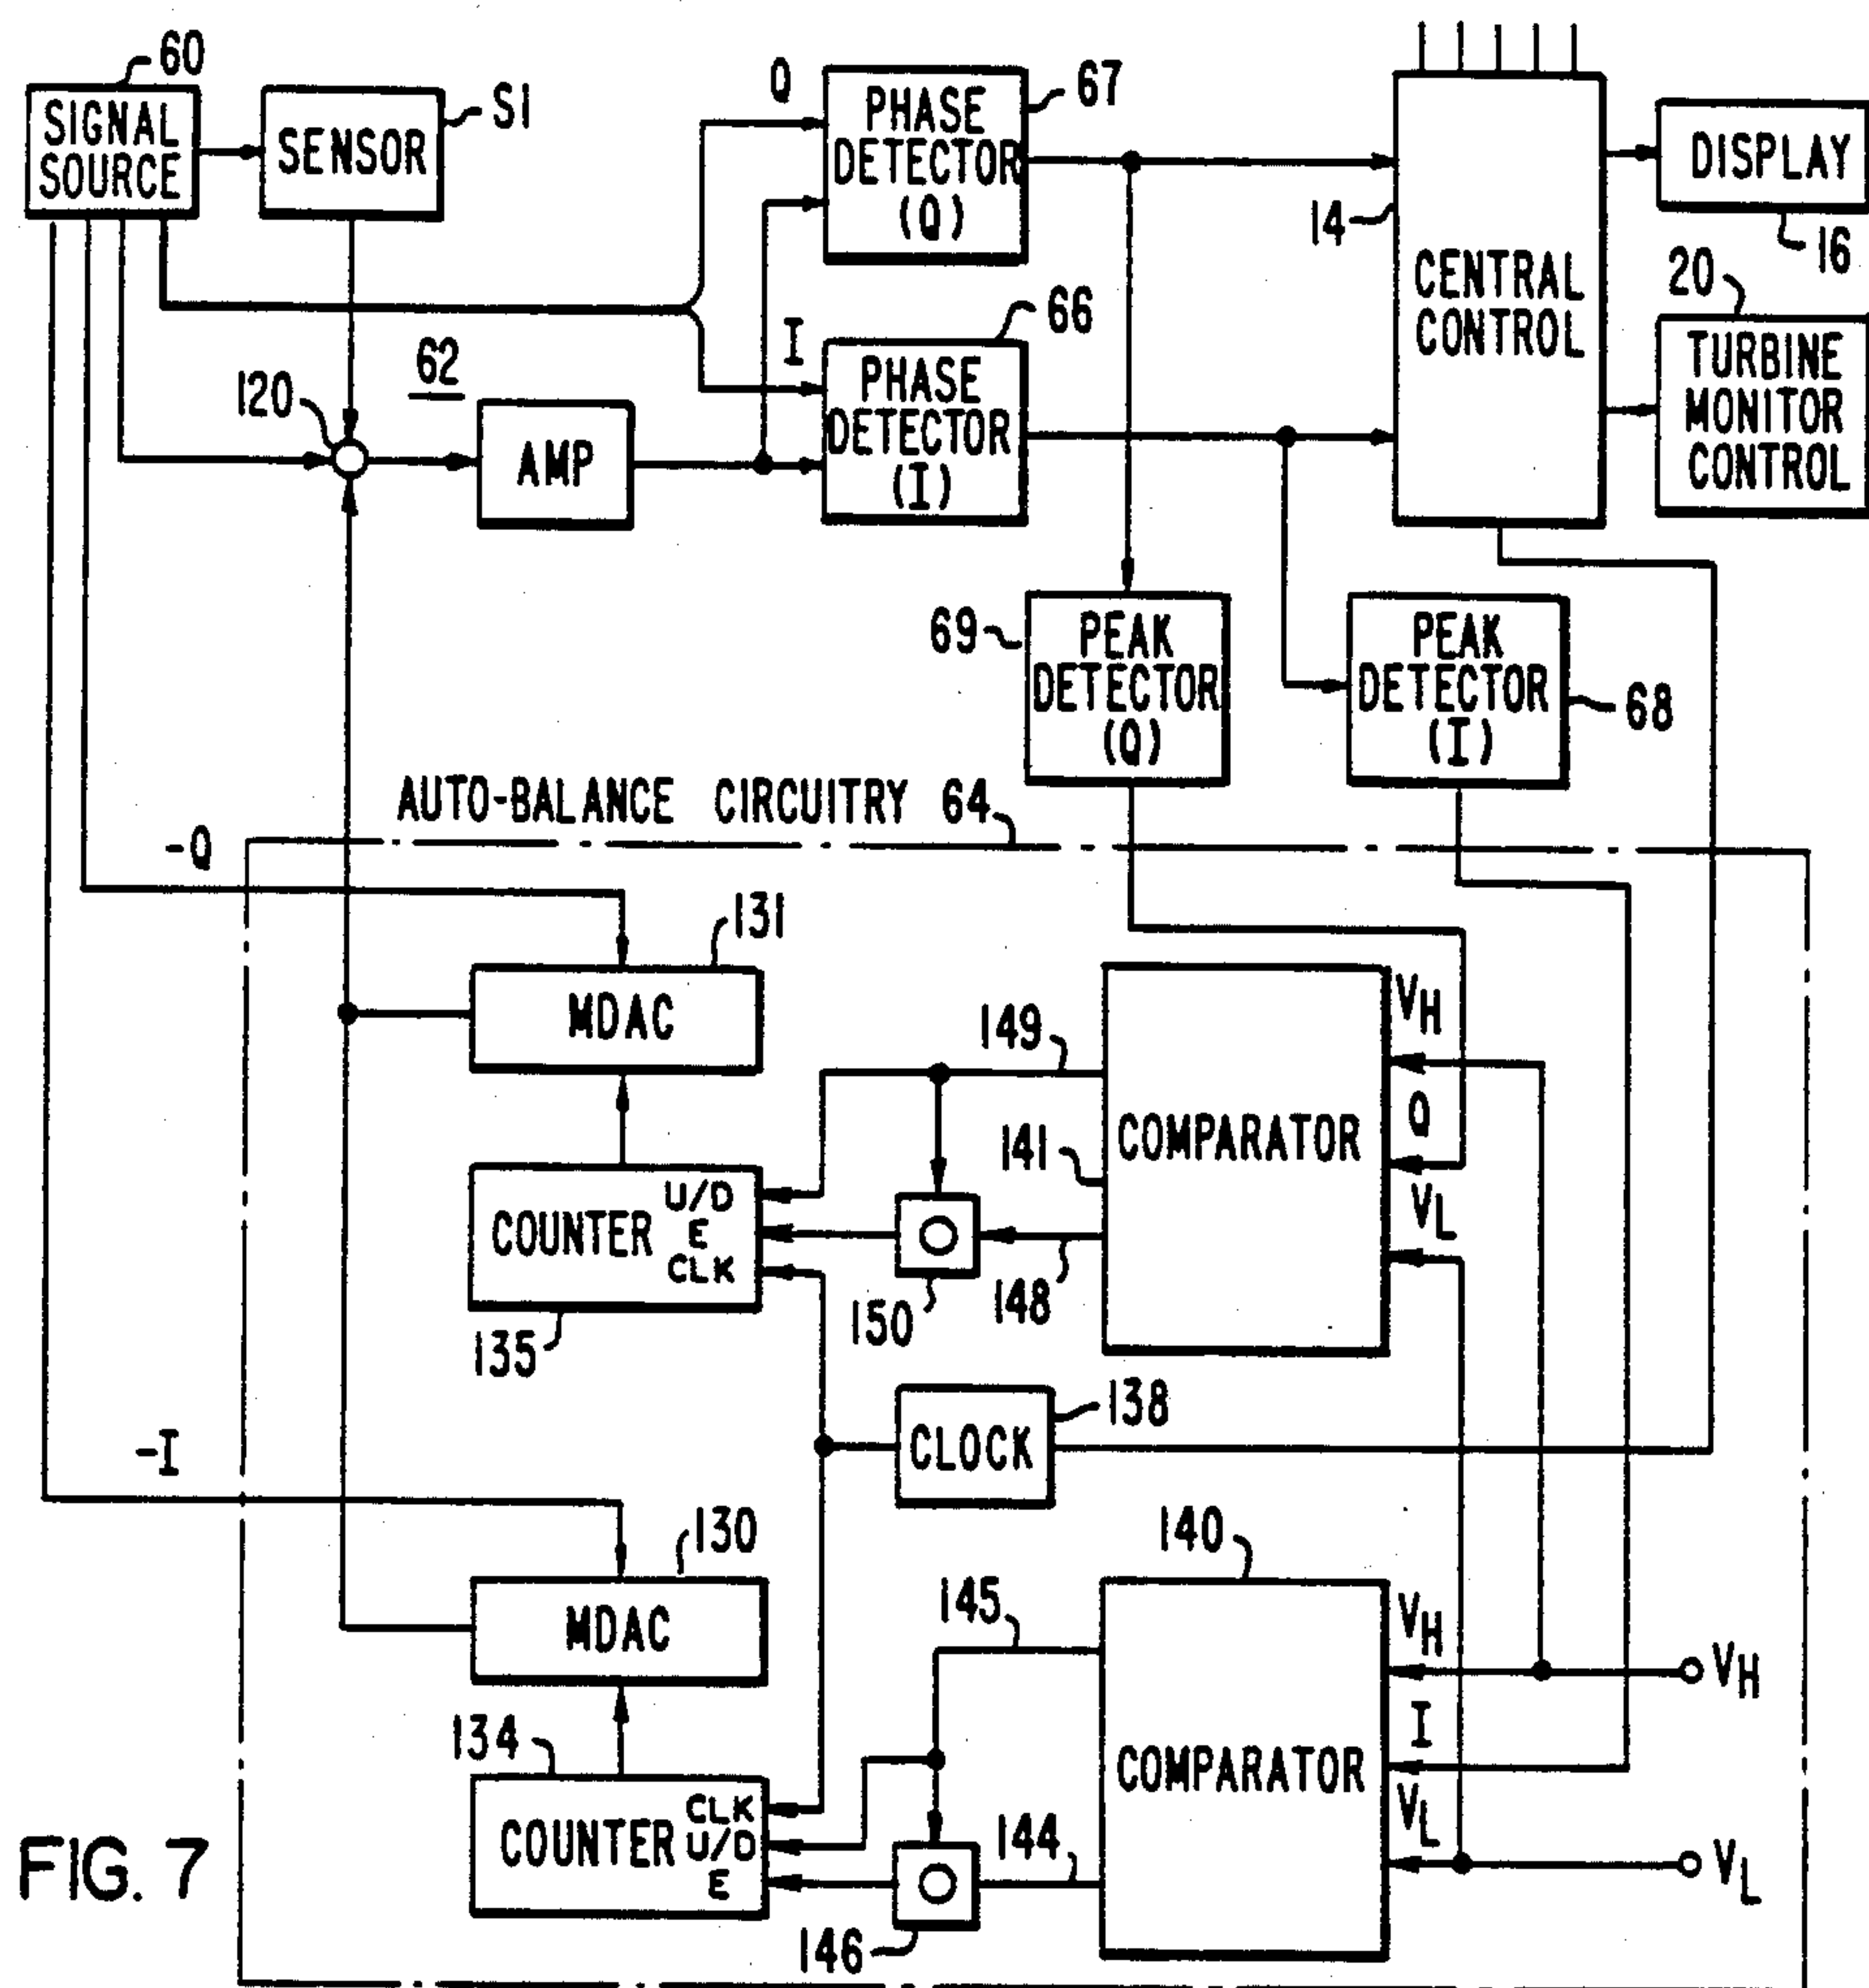 60
SIGNAL
SOURCE
SENSOR
S1
Q
PHASE
DETECTOR
(Q)
67
14
CENTRAL
CONTROL
DISPLAY
16
20
TURBINE
MONITOR
CONTROL
I
66
PHASE
DETECTOR
(I)
120
62
AMP
69
PEAK
DETECTOR
(Q)
PEAK
DETECTOR
(I)
68
AUTO-BALANCE CIRCUITRY 64
-Q
131
MDAC
149
141
COMPARATOR
VH
Q
VL
COUNTER
U/D
E
CLK
135
150
148
138
CLOCK
-I
130
MDAC
140
145
COMPARATOR
VH
I
VL
VH
VL
134
COUNTER
CLK
U/D
E
144
146
FIG. 7